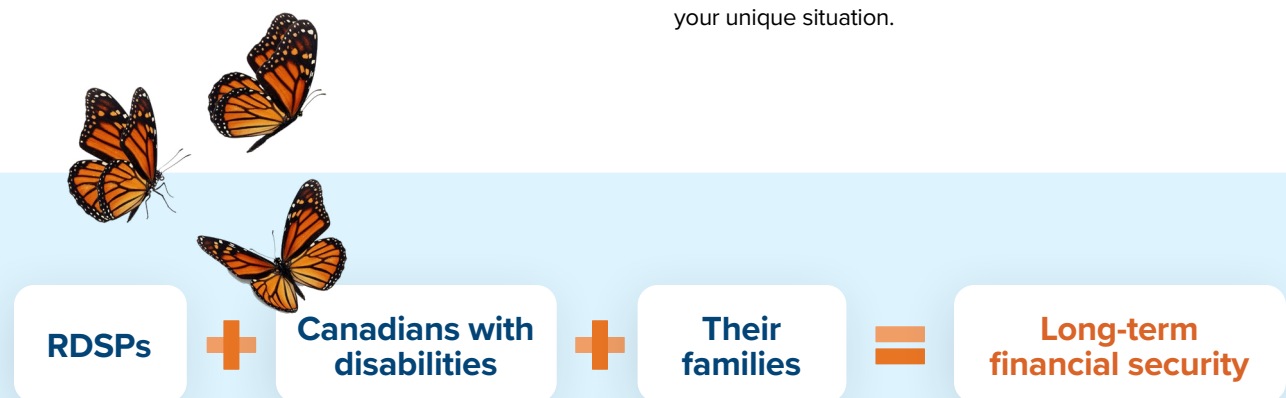 your unique situation.
RDSPs
+
Canadians with
disabilities
+
Their
families
=
Long-term
financial security